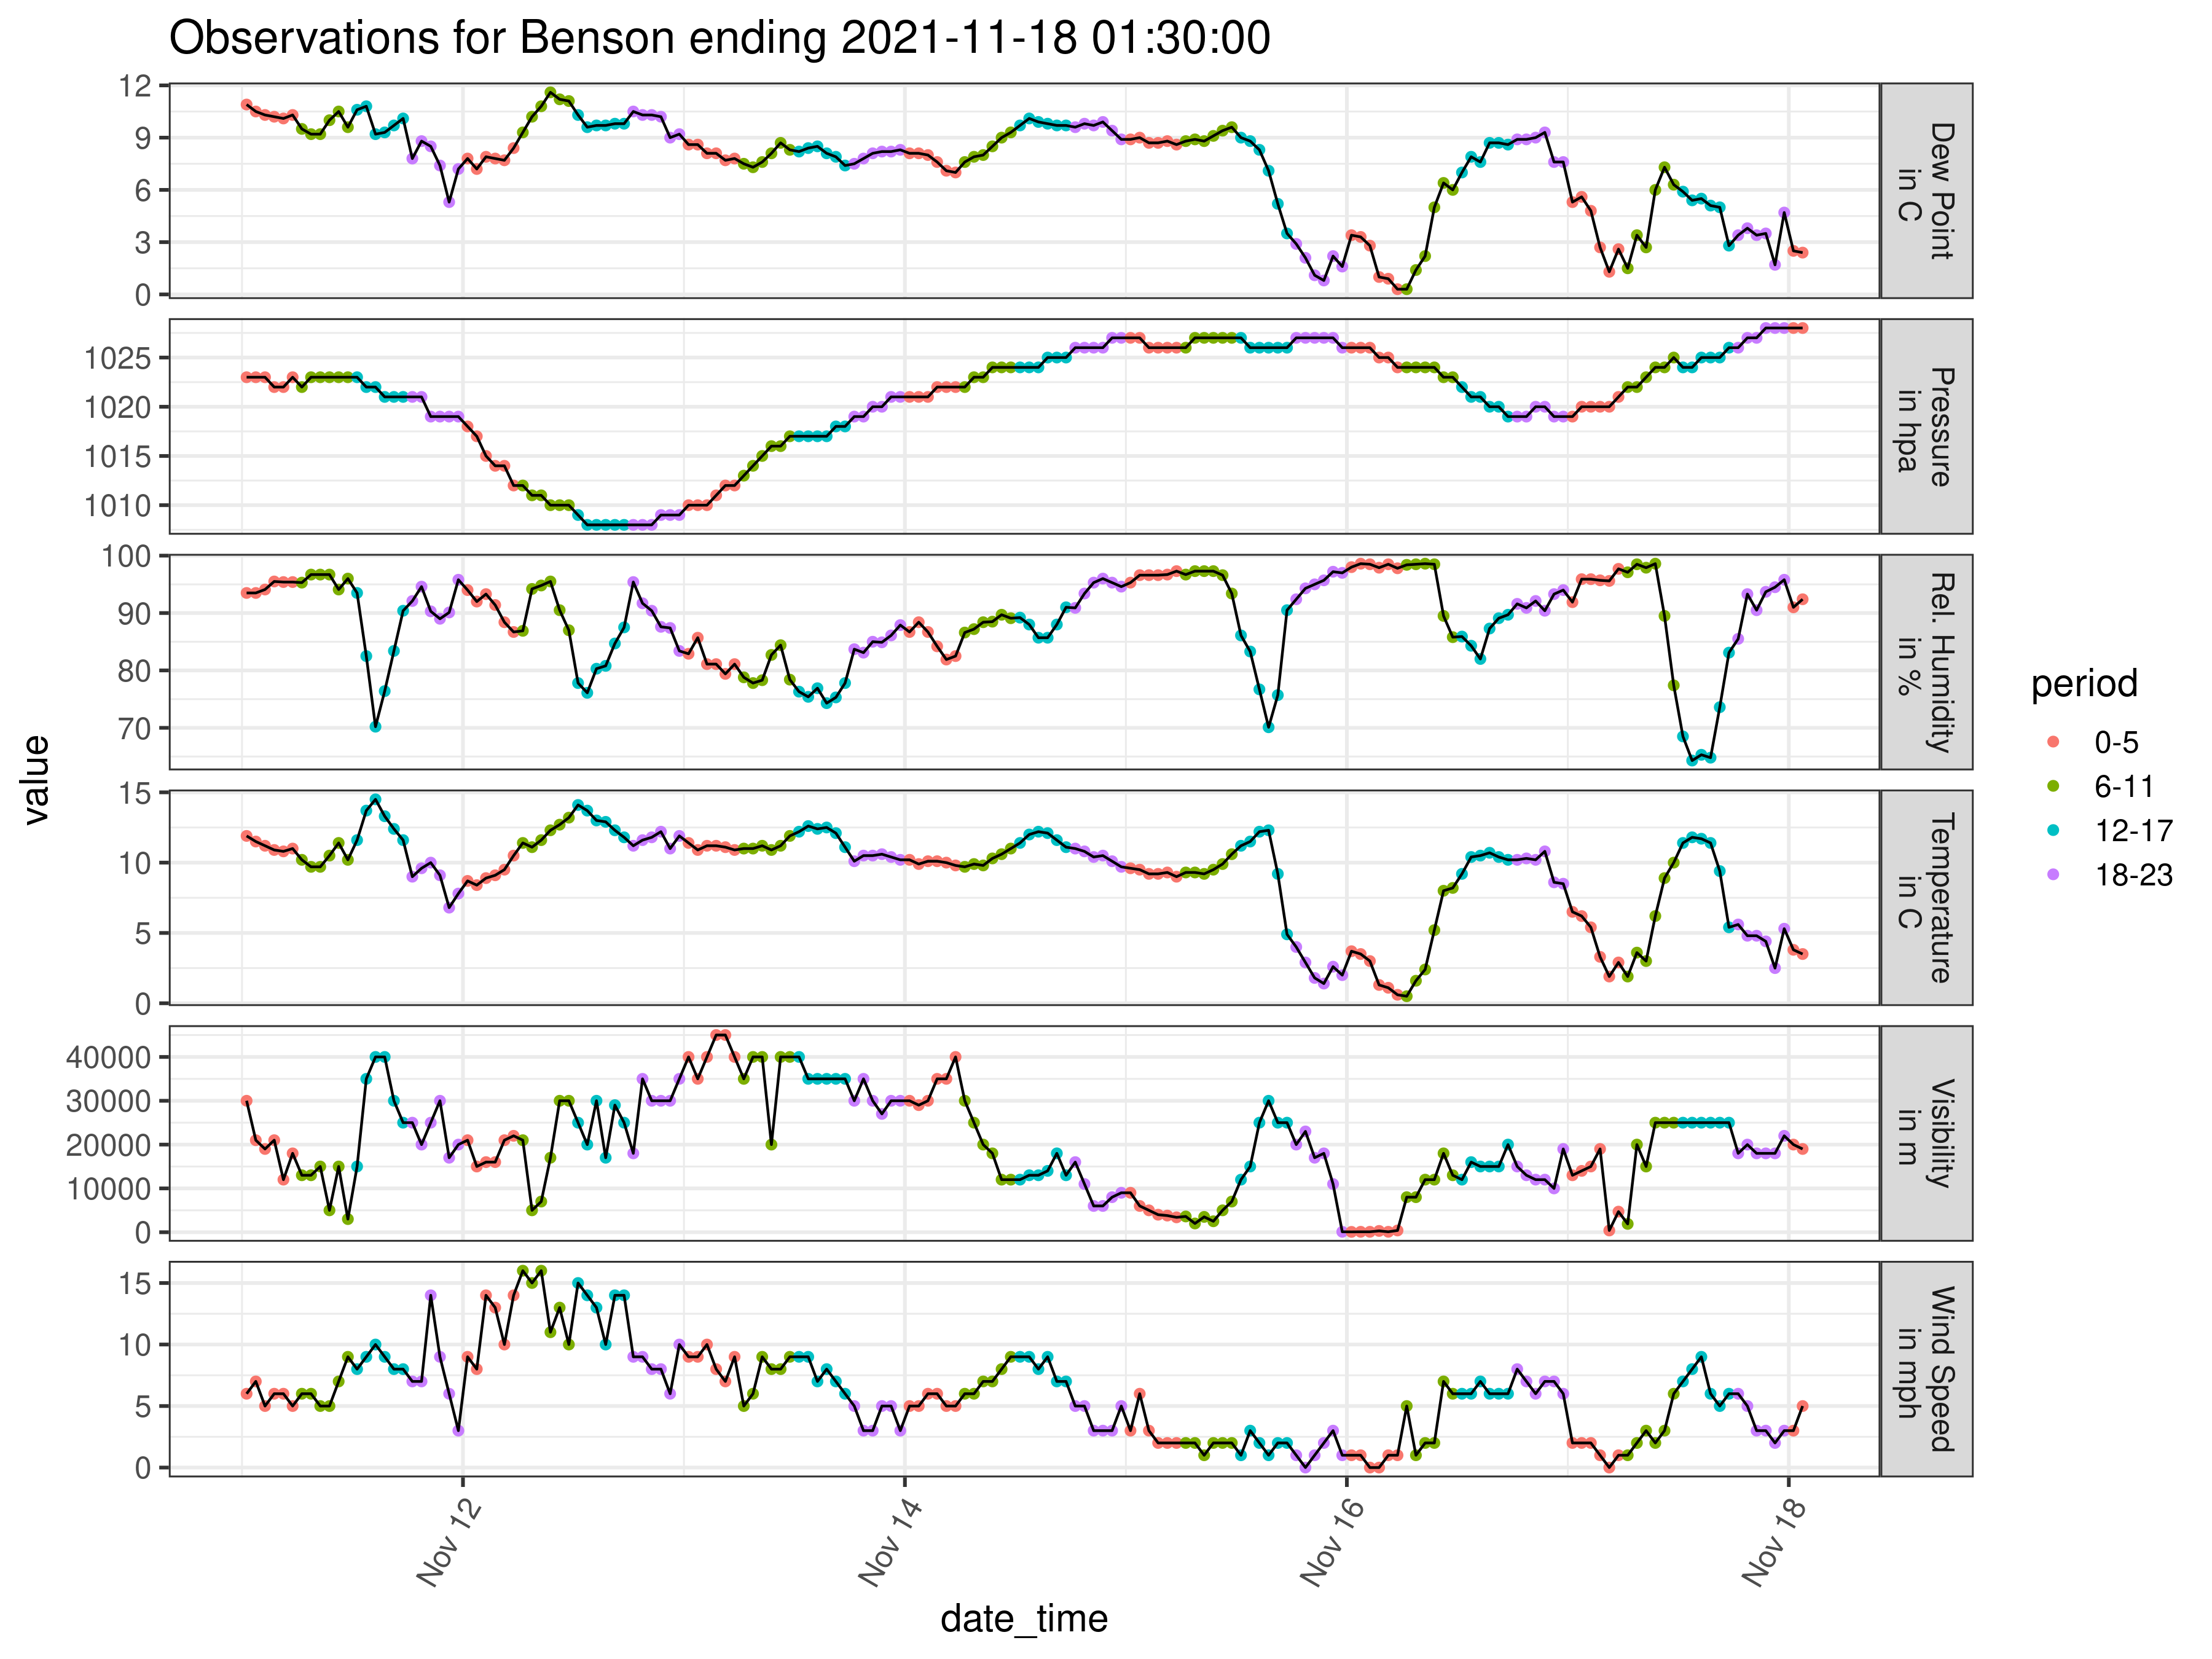 Observations for Benson ending 2021-11-18 01:30:00
12
9
6
3
0
Dew Point
in C
1025
1020
1015
1010
Pressure
in hpa
100
90
80
70
Rel. Humidity
in %
15
10
5
0
Temperature
in C
40000
30000
20000
10000
0
Visibility
in m
15
10
5
0
Wind Speed
in mph
value
Nov 12
Nov 14
Nov 16
Nov 18
date_time
period
0-5
6-11
12-17
18-23